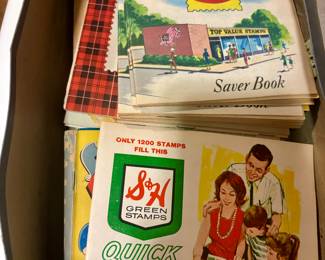 TOP VALUE STAMPS
Saver Book
ONLY 1200 STAMPS
FILL THIS
S&H
GREEN
STAMPS
QUICK